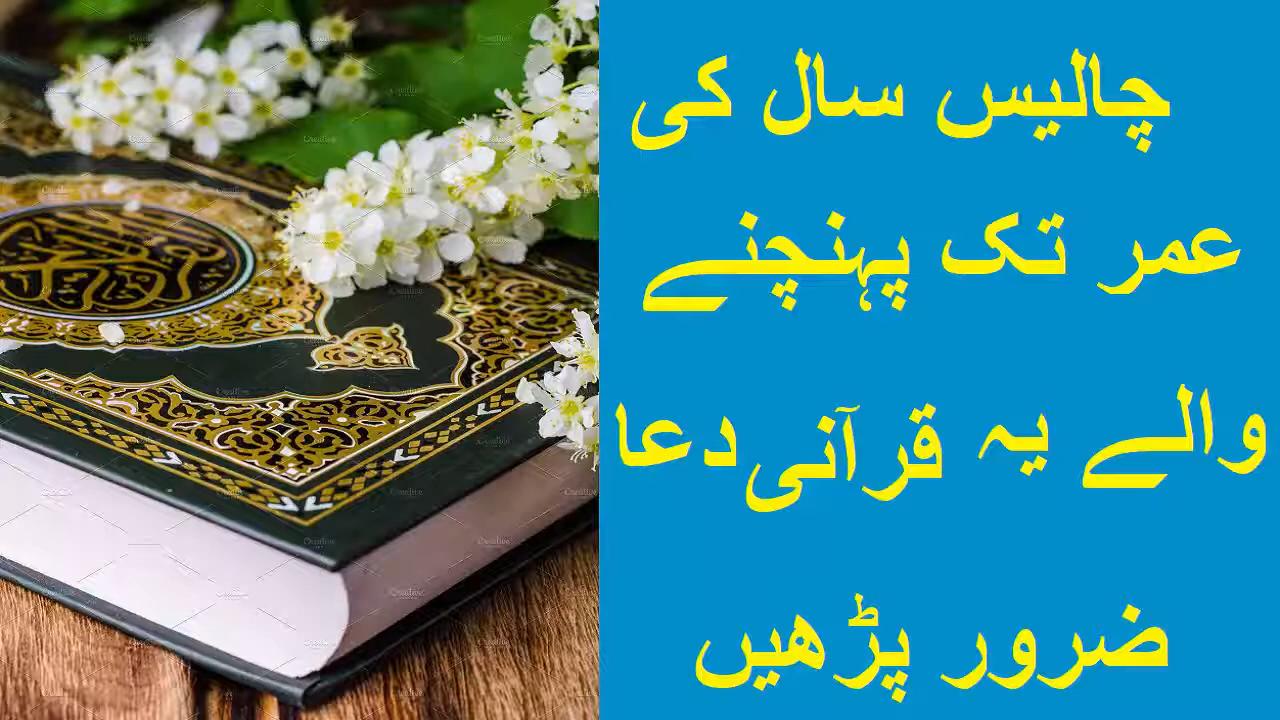 چالیس سال کی
عمر تک پہنچنے
والے یہ قرآنی دعا
ضرور پڑھیں